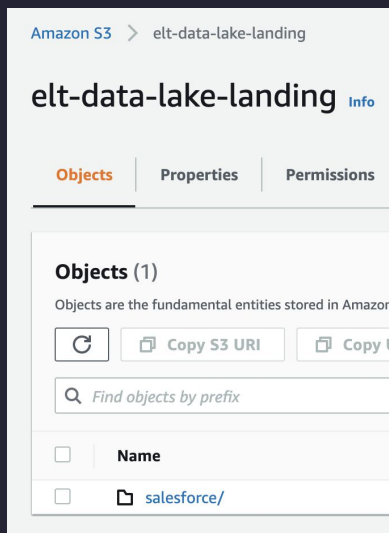 Amazon S3 > elt-data-lake-landing
elt-data-lake-landing Info
Objects Properties Permissions
Objects (1)
Objects are the fundamental entities stored in Amazon
Copy S3 URI Copy
Find objects by prefix
Name
salesforce/